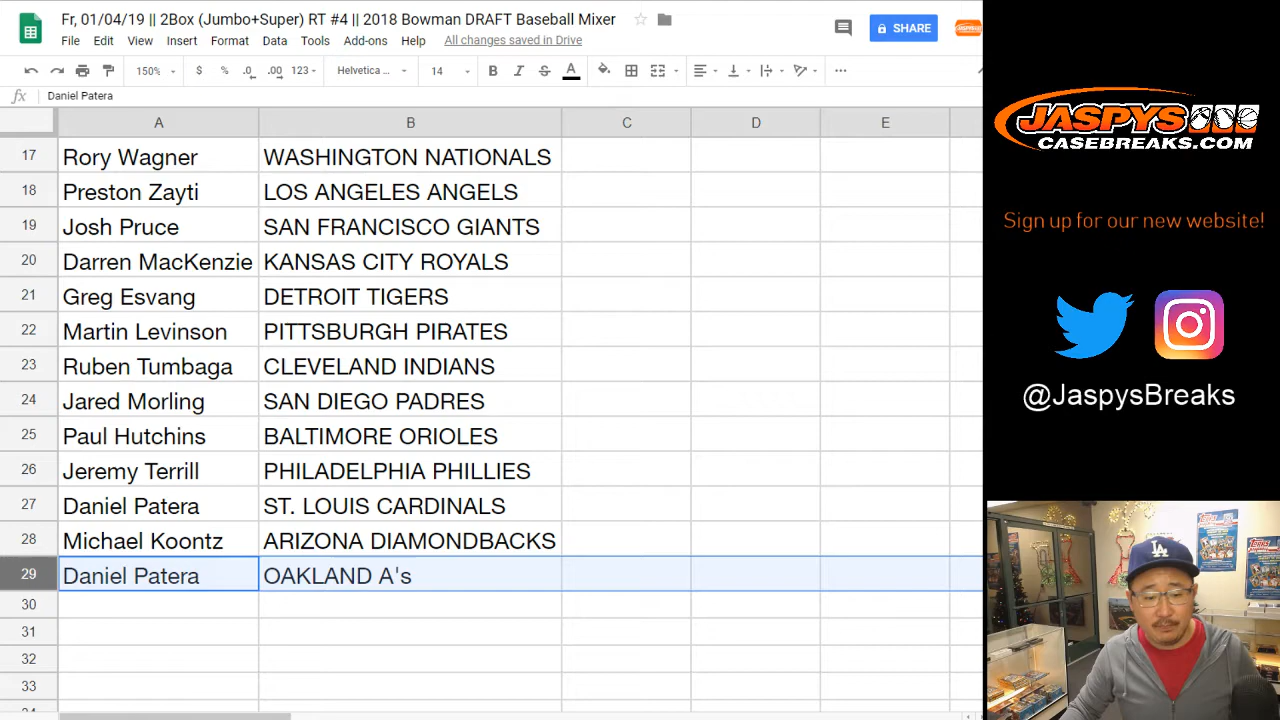 Fr, 01/04/19 || 2Box (Jumbo+Super) RT #4 || 2018 Bowman DRAFT Baseball Mixer
File Edit View Insert Format Data Tools Add-ons Help All changes saved in Drive
SHARE
150% $ % .0 .00 123 Helvetica ... 14 B I S A
fx Daniel Patera
A B C D E
17 Rory Wagner WASHINGTON NATIONALS
18 Preston Zayti LOS ANGELES ANGELS
19 Josh Pruce SAN FRANCISCO GIANTS
20 Darren MacKenzie KANSAS CITY ROYALS
21 Greg Esvang DETROIT TIGERS
22 Martin Levinson PITTSBURGH PIRATES
23 Ruben Tumbaga CLEVELAND INDIANS
24 Jared Morling SAN DIEGO PADRES
25 Paul Hutchins BALTIMORE ORIOLES
26 Jeremy Terrill PHILADELPHIA PHILLIES
27 Daniel Patera ST. LOUIS CARDINALS
28 Michael Koontz ARIZONA DIAMONDBACKS
29 Daniel Patera OAKLAND A's
30
31
32
33
JASPYS
CASEBREAKS.COM
Sign up for our new website!
@JaspysBreaks
topps
LA